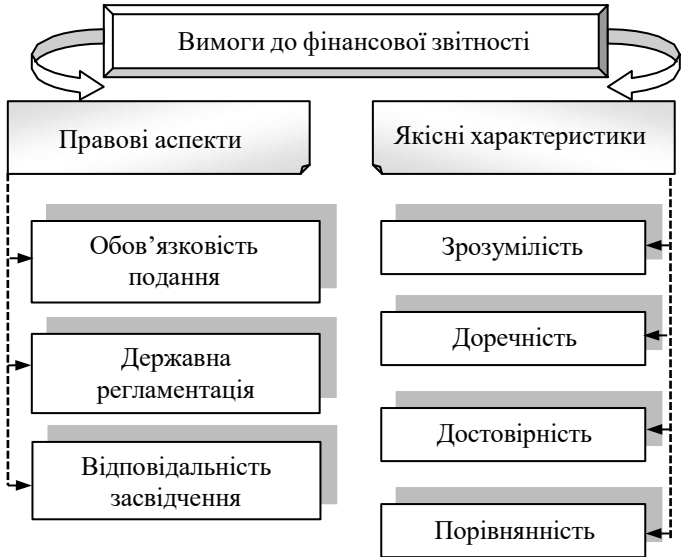 Вимоги до фінансової звітності
Правові аспекти
Обов’язковість
подання
Державна
регламентація
Відповідальність
засвідчення
Якісні характеристики
Зрозумілість
Доречність
Достовірність
Порівнянність